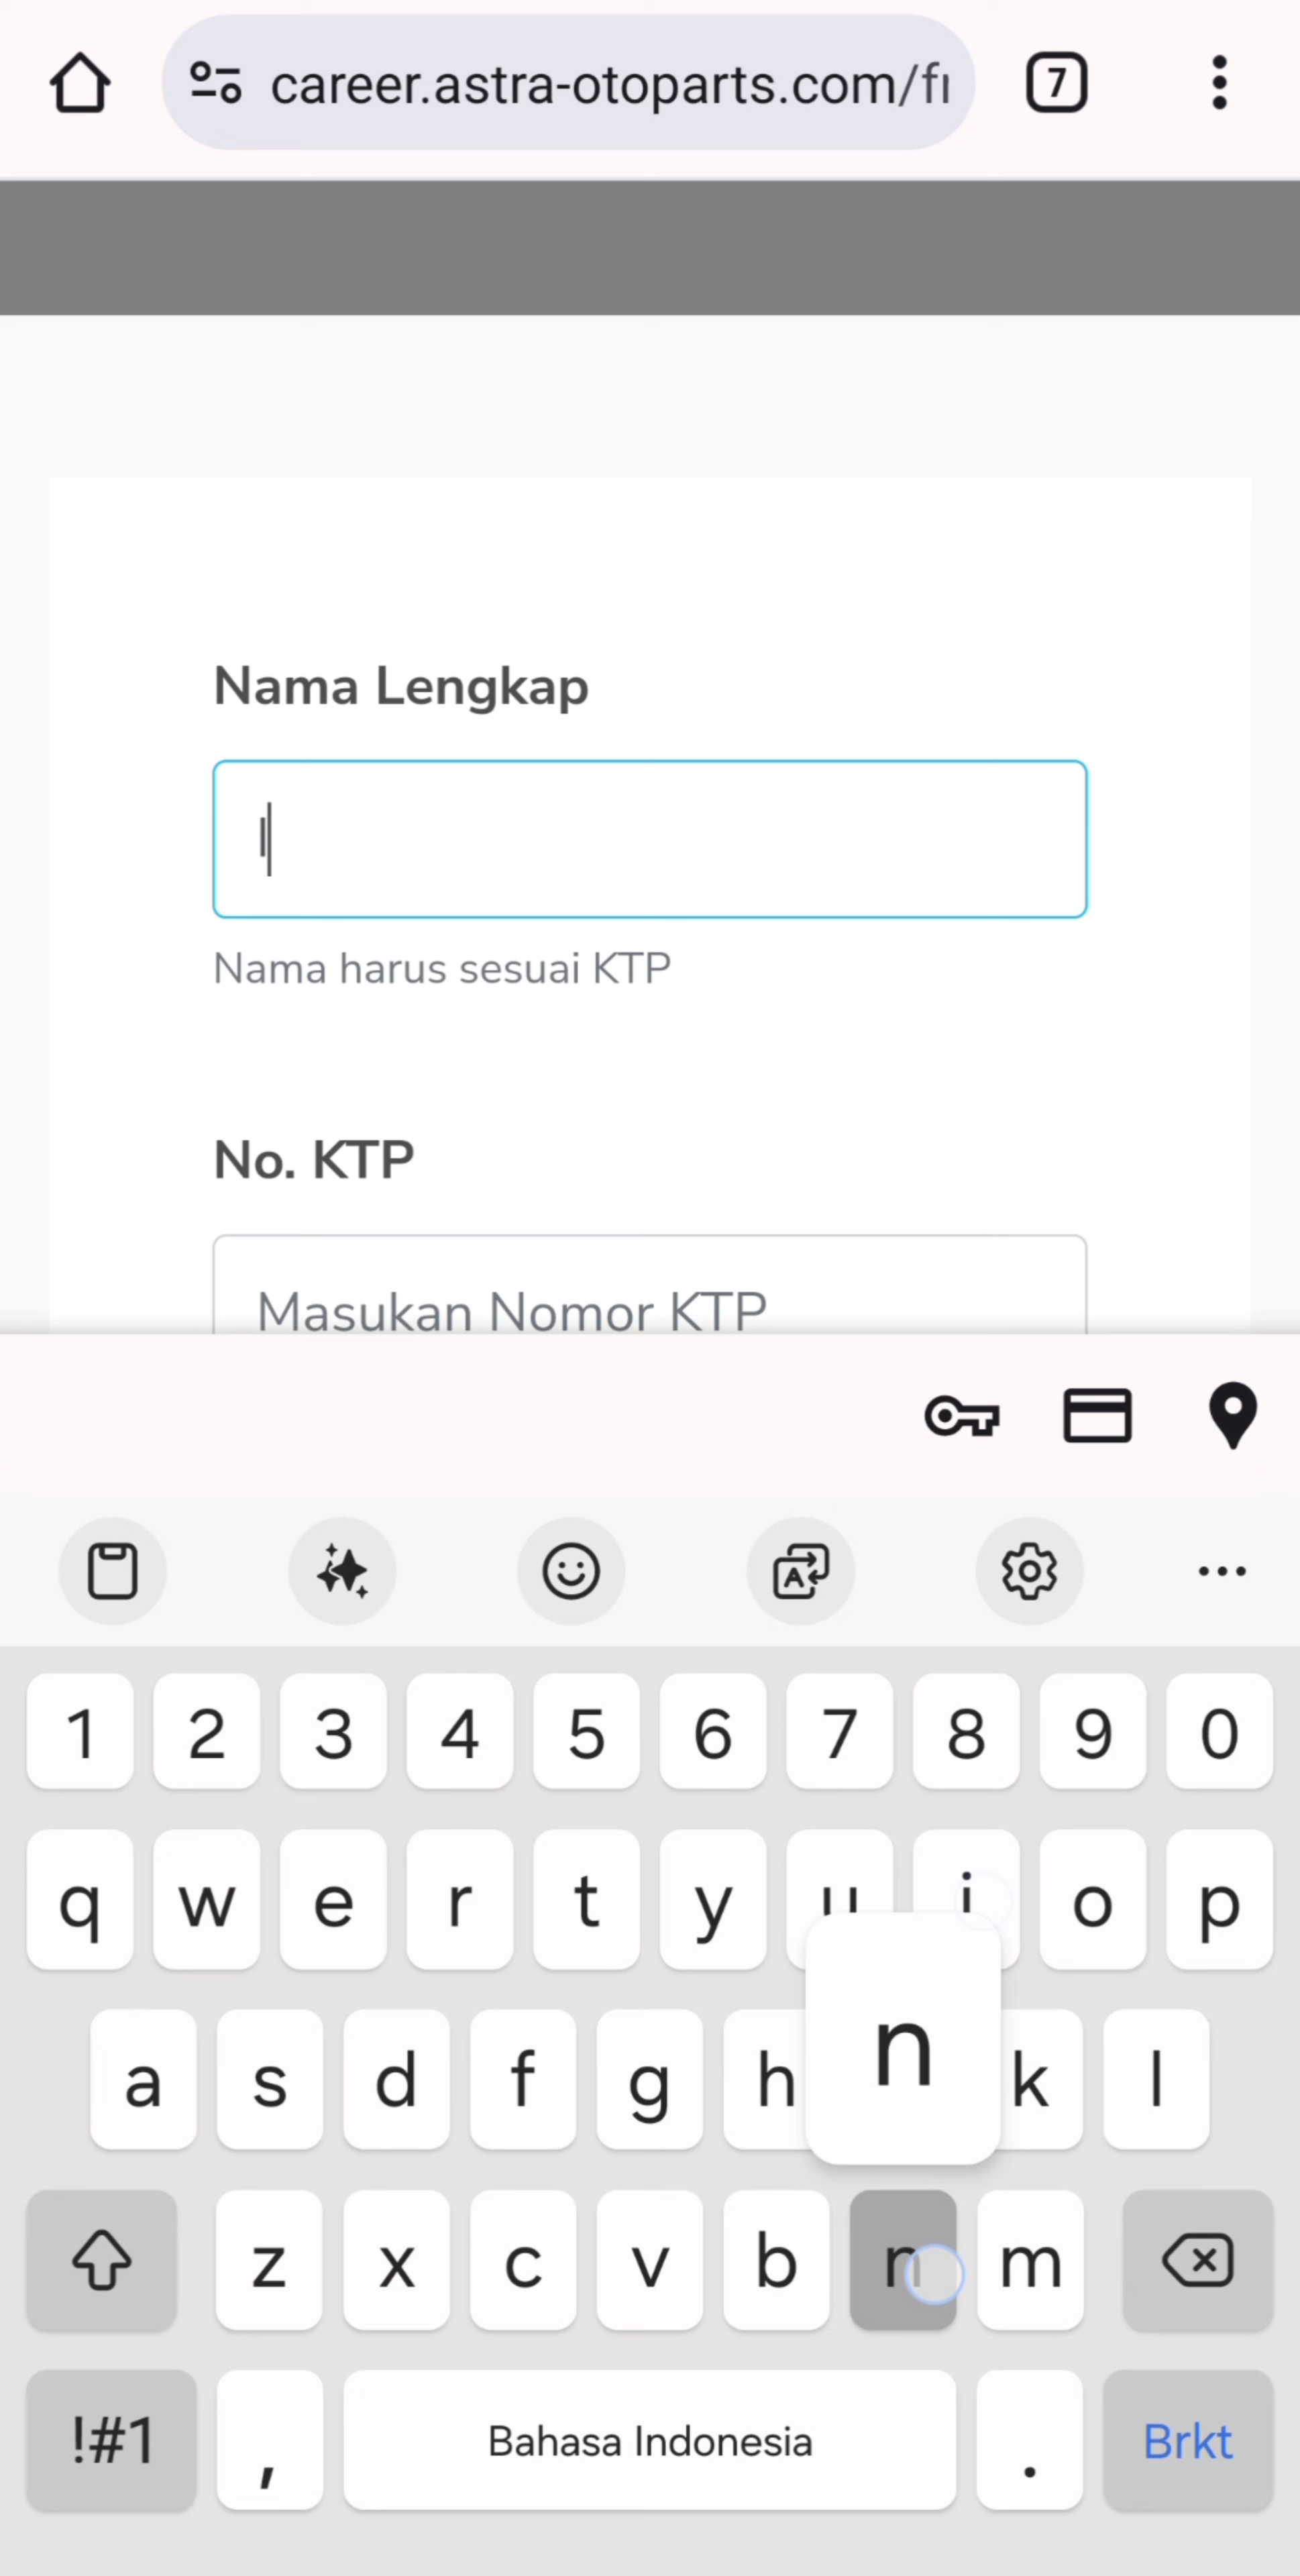 career.astra-otoparts.com/fr
7
Nama Lengkap
I
Nama harus sesuai KTP
No. KTP
Masukan Nomor KTP
1 2 3 4 5 6 7 8 9 0
q w e r t y u i o p
a s d f g h n k l
z x c v b n m
!#1 , Bahasa Indonesia . Brkt